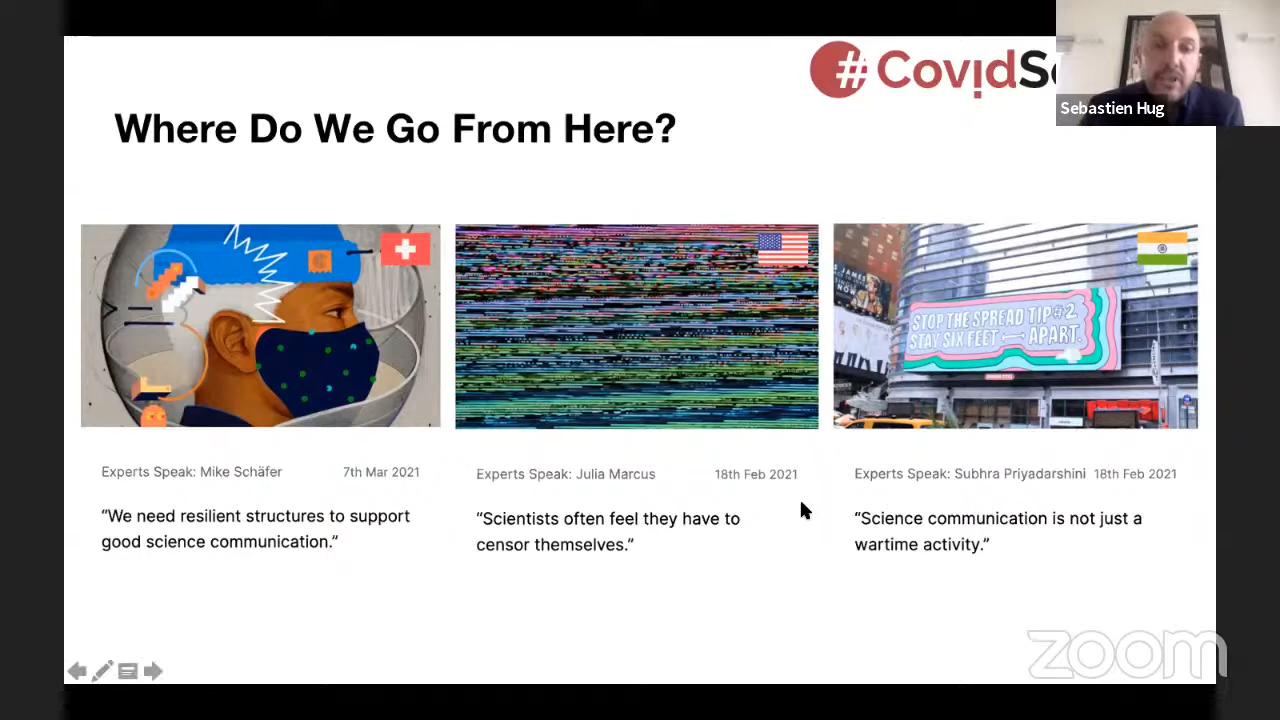 #CovidSc
Sebastien Hug
Where Do We Go From Here?
STOP THE SPREAD TIP#2
STAY SIX FEET APART.
Experts Speak: Mike Schäfer 7th Mar 2021
“We need resilient structures to support
good science communication.”
Experts Speak: Julia Marcus 18th Feb 2021
“Scientists often feel they have to
censor themselves.”
Experts Speak: Subhra Priyadarshini 18th Feb 2021
“Science communication is not just a
wartime activity.”
zoom